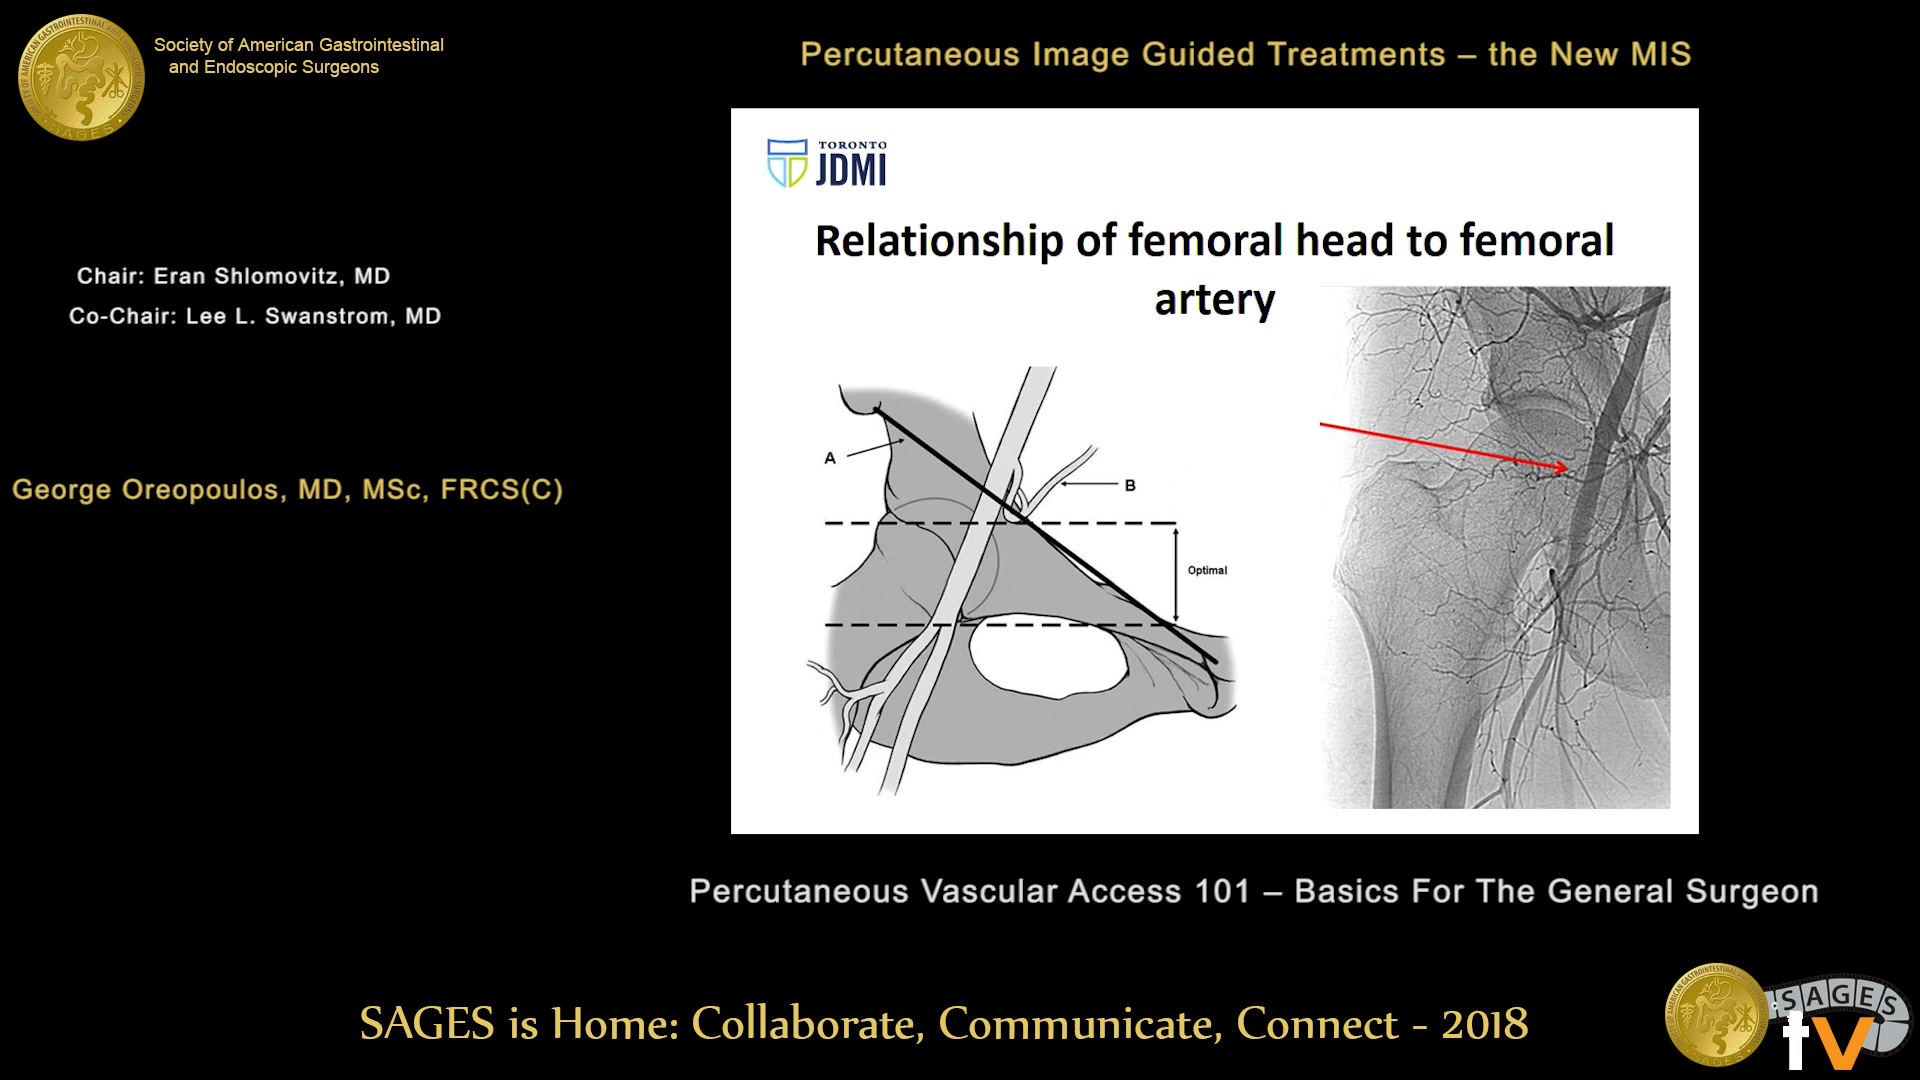 Society of American Gastrointestinal
and Endoscopic Surgeons
SAGES
Percutaneous Image Guided Treatments – the New MIS
Chair: Eran Shlomovitz, MD
Co-Chair: Lee L. Swanstrom, MD
George Oreopoulos, MD, MSc, FRCS(C)
TORONTO
JDMI
Relationship of femoral head to femoral
artery
A
B
Optimal
Percutaneous Vascular Access 101 – Basics For The General Surgeon
SAGES is Home: Collaborate, Communicate, Connect - 2018
SAGES
tv